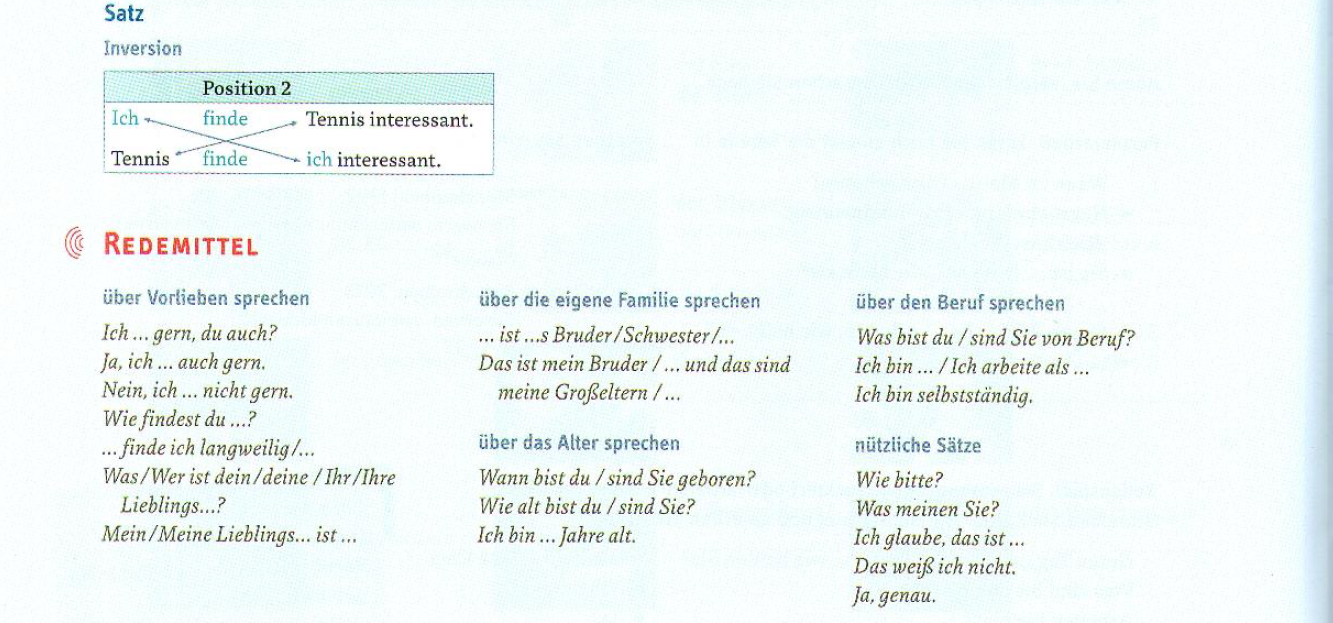 Satz
Inversion
Position 2
Ich finde Tennis interessant.
Tennis finde ich interessant.
REDEMITTEL
über Vorlieben sprechen
Ich ... gern, du auch?
Ja, ich ... auch gern.
Nein, ich ... nicht gern.
Wie findest du ...?
... finde ich langweilig/...
Was/Wer ist dein/deine / Ihr/Ihre
Lieblings...?
Mein/Meine Lieblings... ist ...
über die eigene Familie sprechen
... ist ...s Bruder/Schwester/...
Das ist mein Bruder / ... und das sind
meine Großeltern / ...
über das Alter sprechen
Wann bist du / sind Sie geboren?
Wie alt bist du / sind Sie?
Ich bin ... Jahre alt.
über den Beruf sprechen
Was bist du / sind Sie von Beruf?
Ich bin ... / Ich arbeite als ...
Ich bin selbstständig.
nützliche Sätze
Wie bitte?
Was meinen Sie?
Ich glaube, das ist ...
Das weiß ich nicht.
Ja, genau.